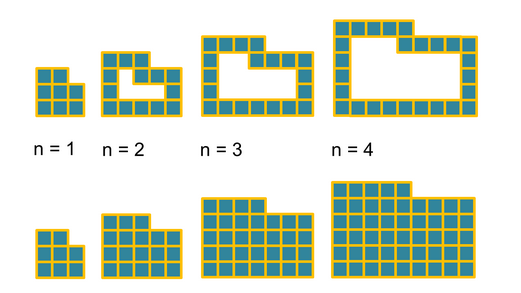 n = 1 n = 2 n = 3 n = 4